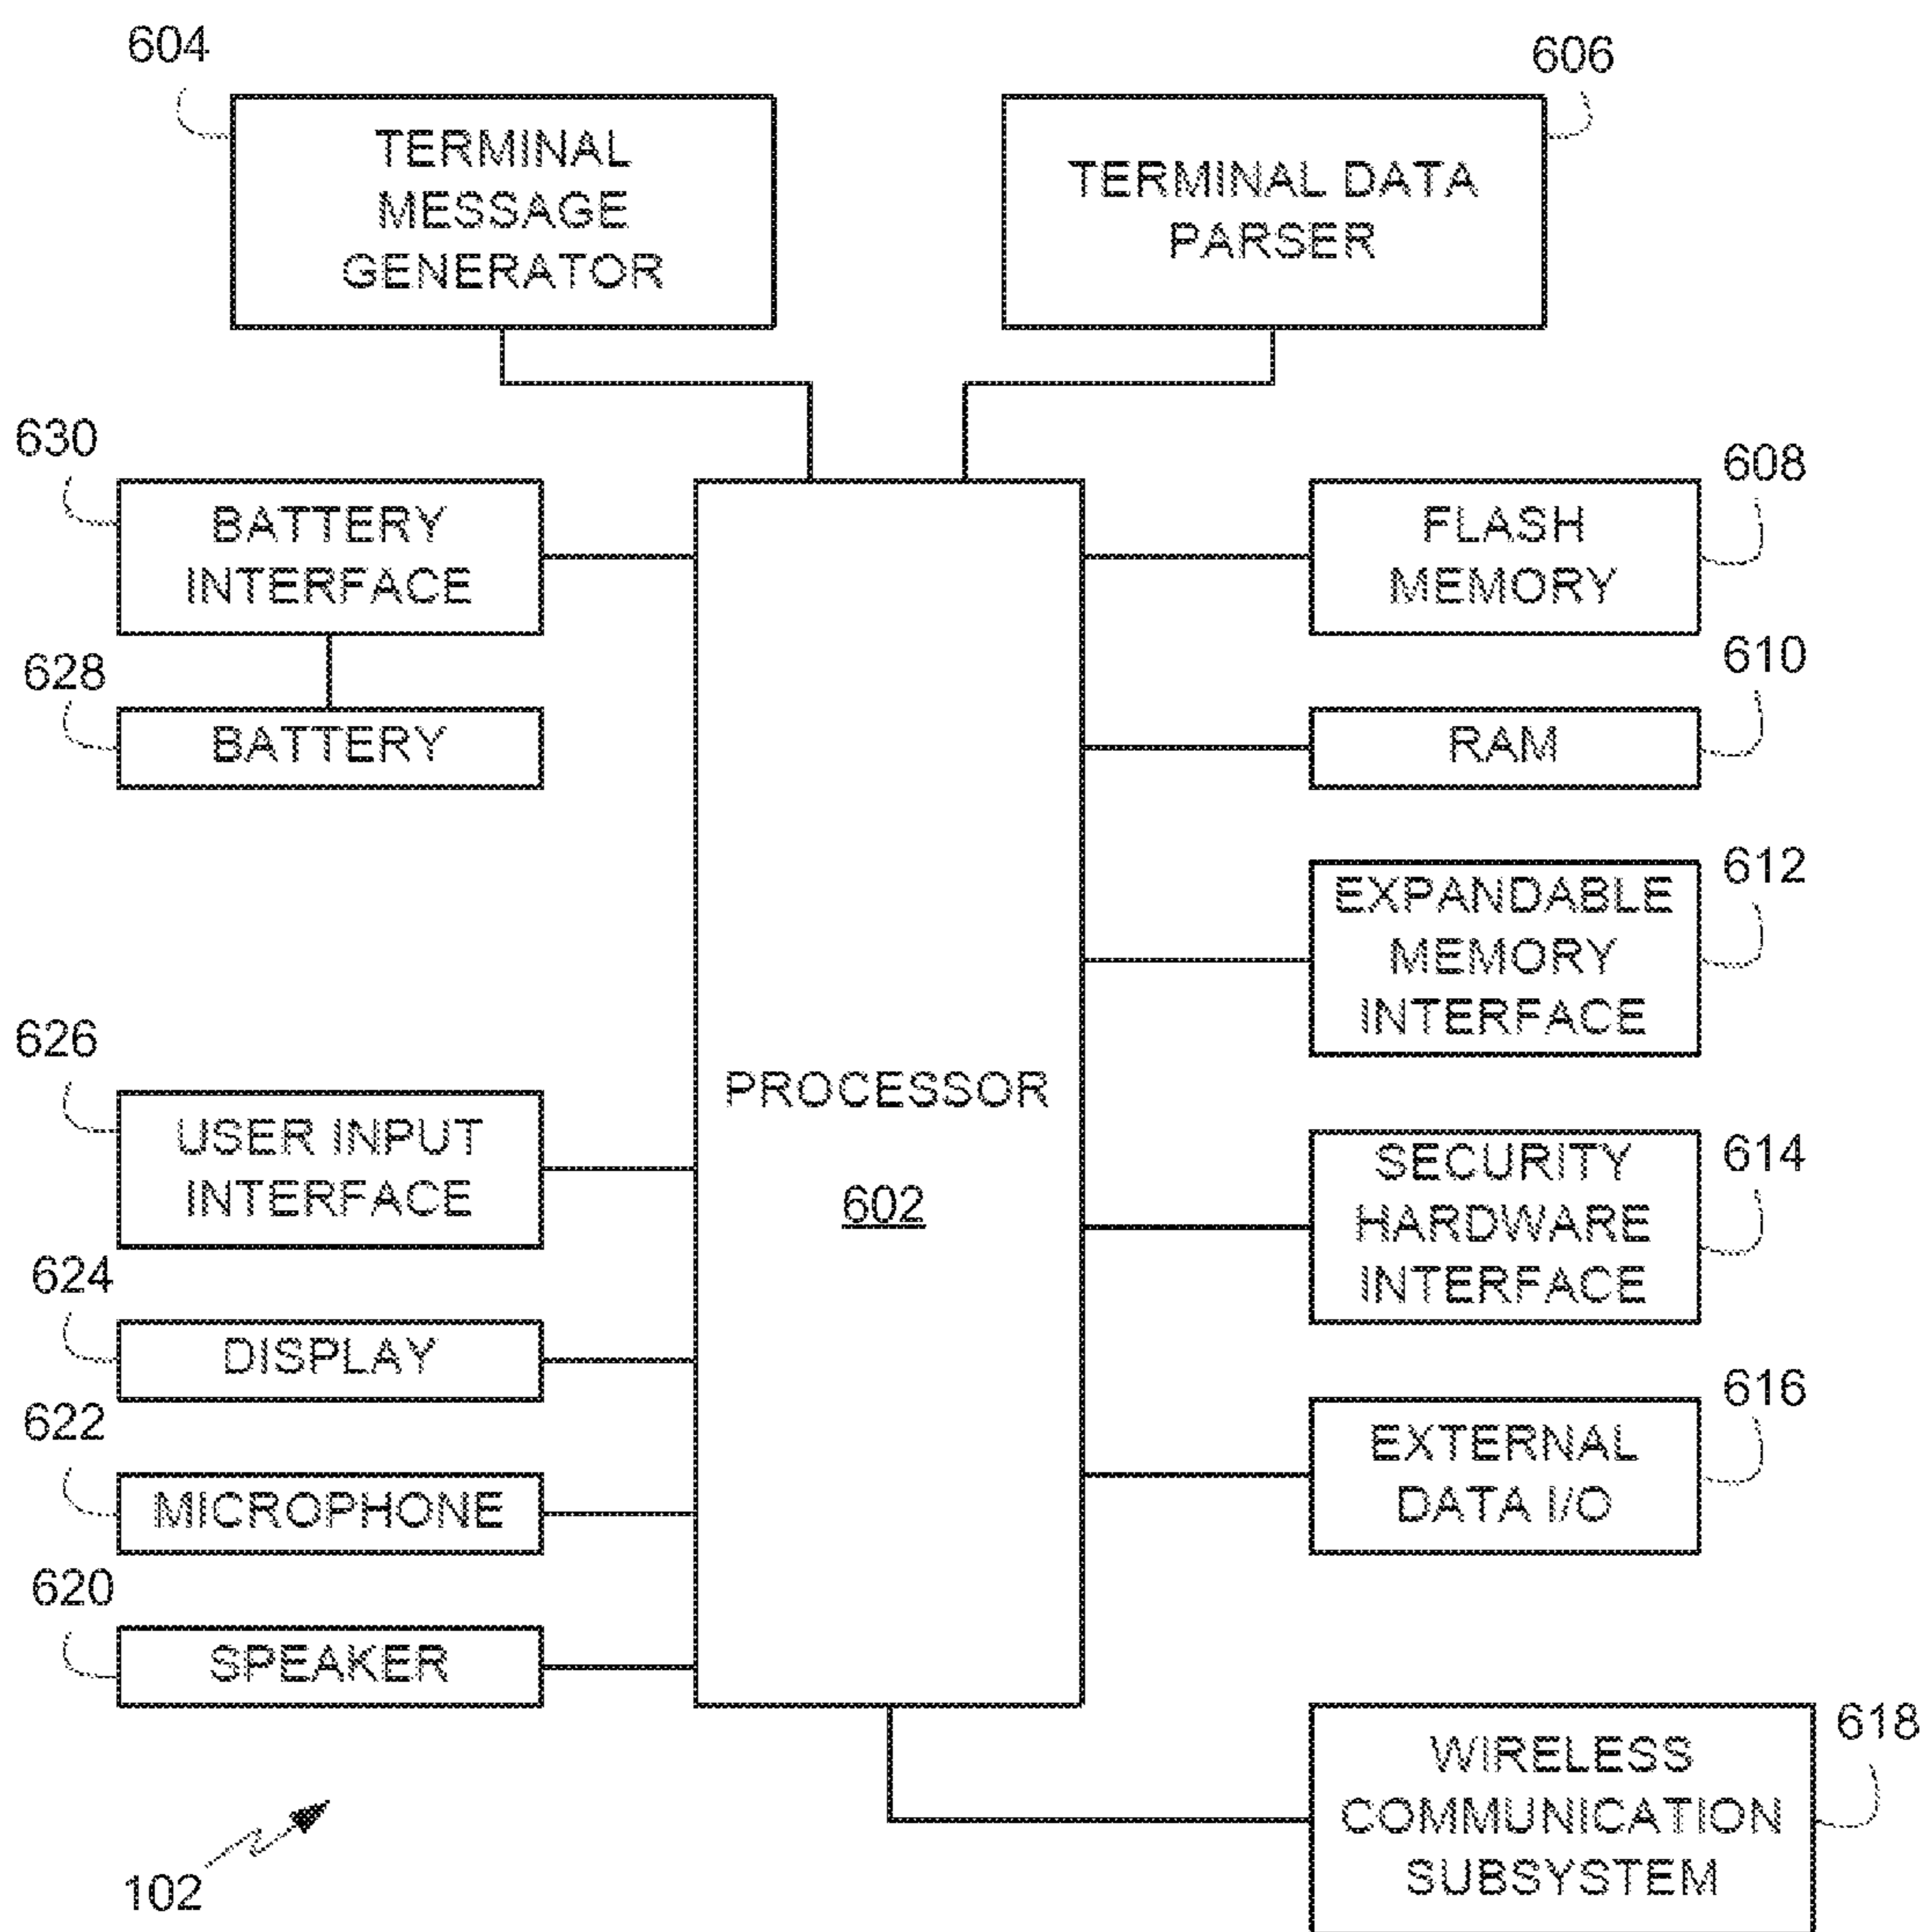 604
TERMINAL
MESSAGE
GENERATOR
606
TERMINAL DATA
PARSER
630
BATTERY
INTERFACE
628
BATTERY
626
USER INPUT
INTERFACE
624
DISPLAY
622
MICROPHONE
620
SPEAKER
PROCESSOR
602
608
FLASH
MEMORY
610
RAM
612
EXPANDABLE
MEMORY
INTERFACE
614
SECURITY
HARDWARE
INTERFACE
616
EXTERNAL
DATA I/O
618
WIRELESS
COMMUNICATION
SUBSYSTEM
102